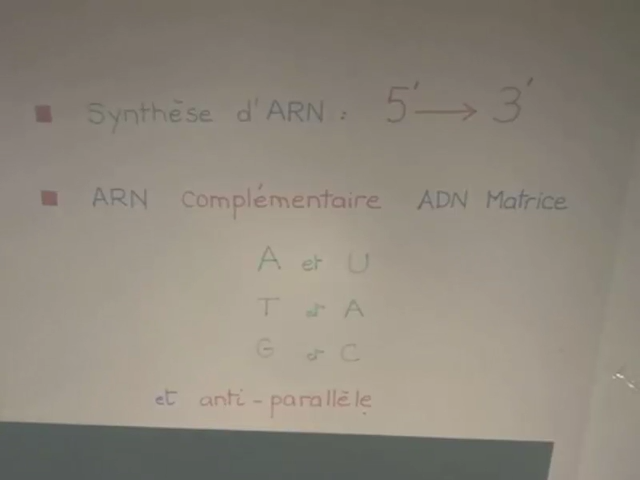 Synthèse d'ARN : 5' → 3'
ARN complémentaire ADN Matrice
A et U
T et A
G et C
et anti-parallèle